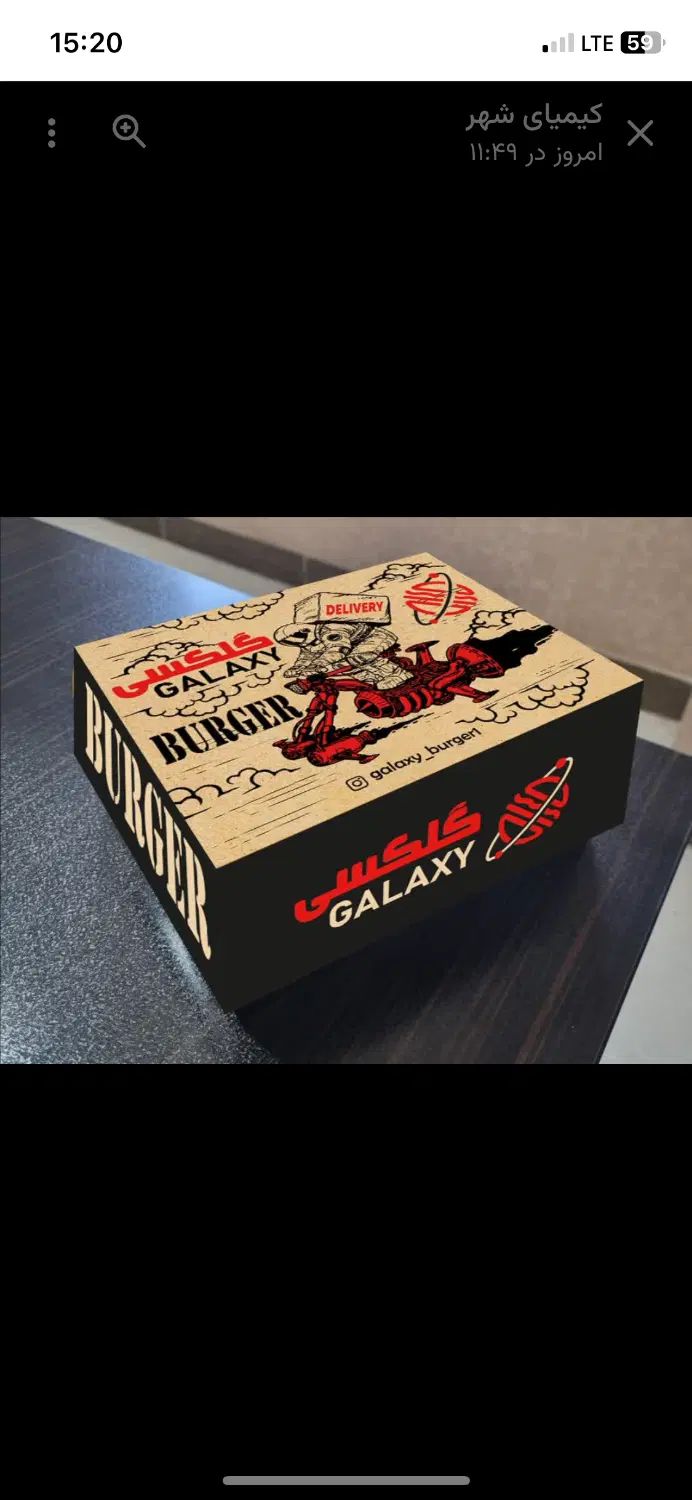 15:20
LTE
59
کیمیای شهر
امروز در ۱۱:۴۹
DELIVERY
گلکسی
GALAXY
BURGER
galaxy_burger1
BURGER
گلکسی
GALAXY